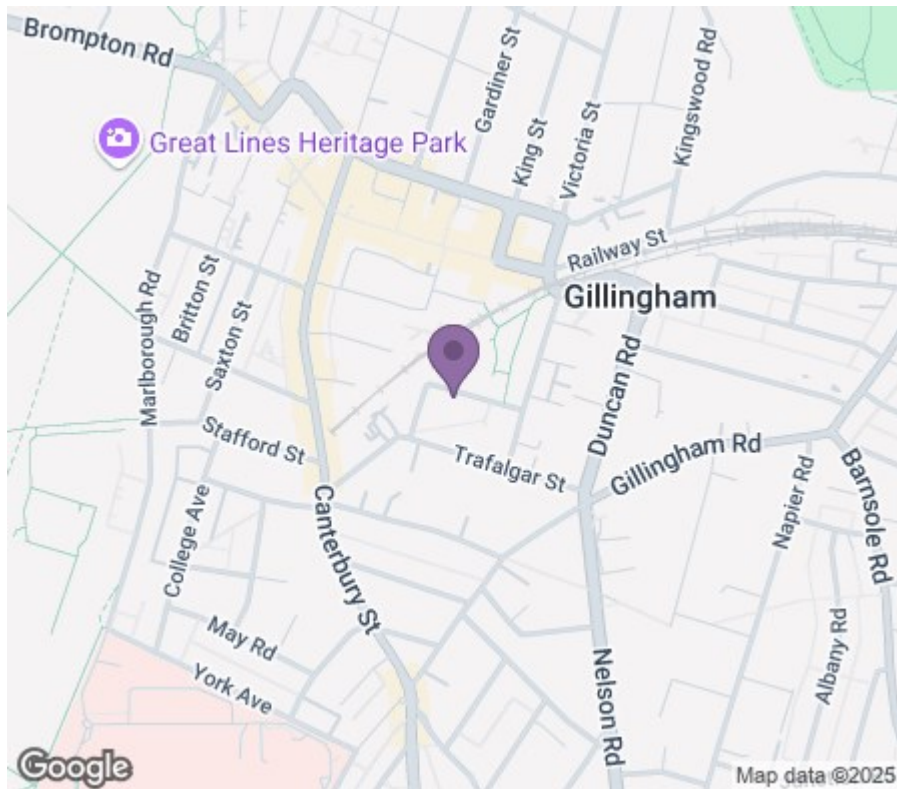 Brompton Rd
Gardiner St
King St
Victoria St
Kingswood Rd
Great Lines Heritage Park
Railway St
Gillingham
Marlborough Rd
Britton St
Saxton St
Duncan Rd
Stafford St
Trafalgar St
Gillingham Rd
Napier Rd
Barnsole Rd
College Ave
Canterbury St
May Rd
York Ave
Nelson Rd
Albany Rd
Google
Map data ©2025